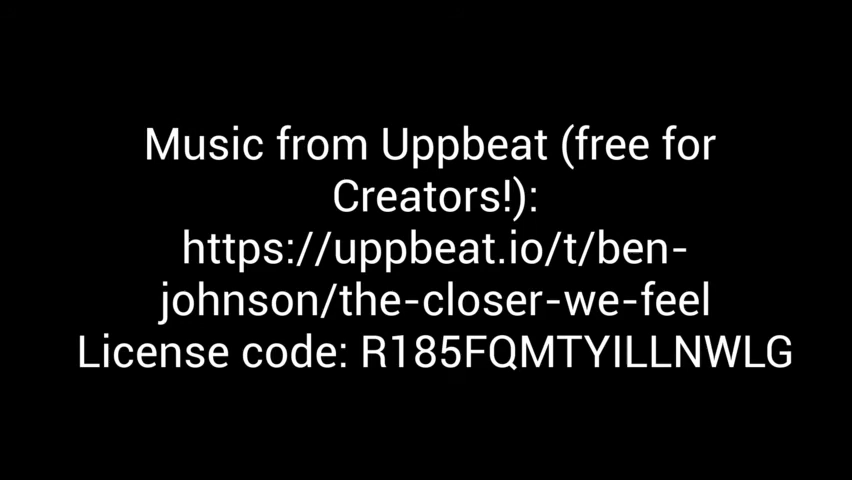 Music from Uppbeat (free for
Creators!):
https://uppbeat.io/t/ben-
johnson/the-closer-we-feel
License code: R185FQMTYILLNWLG